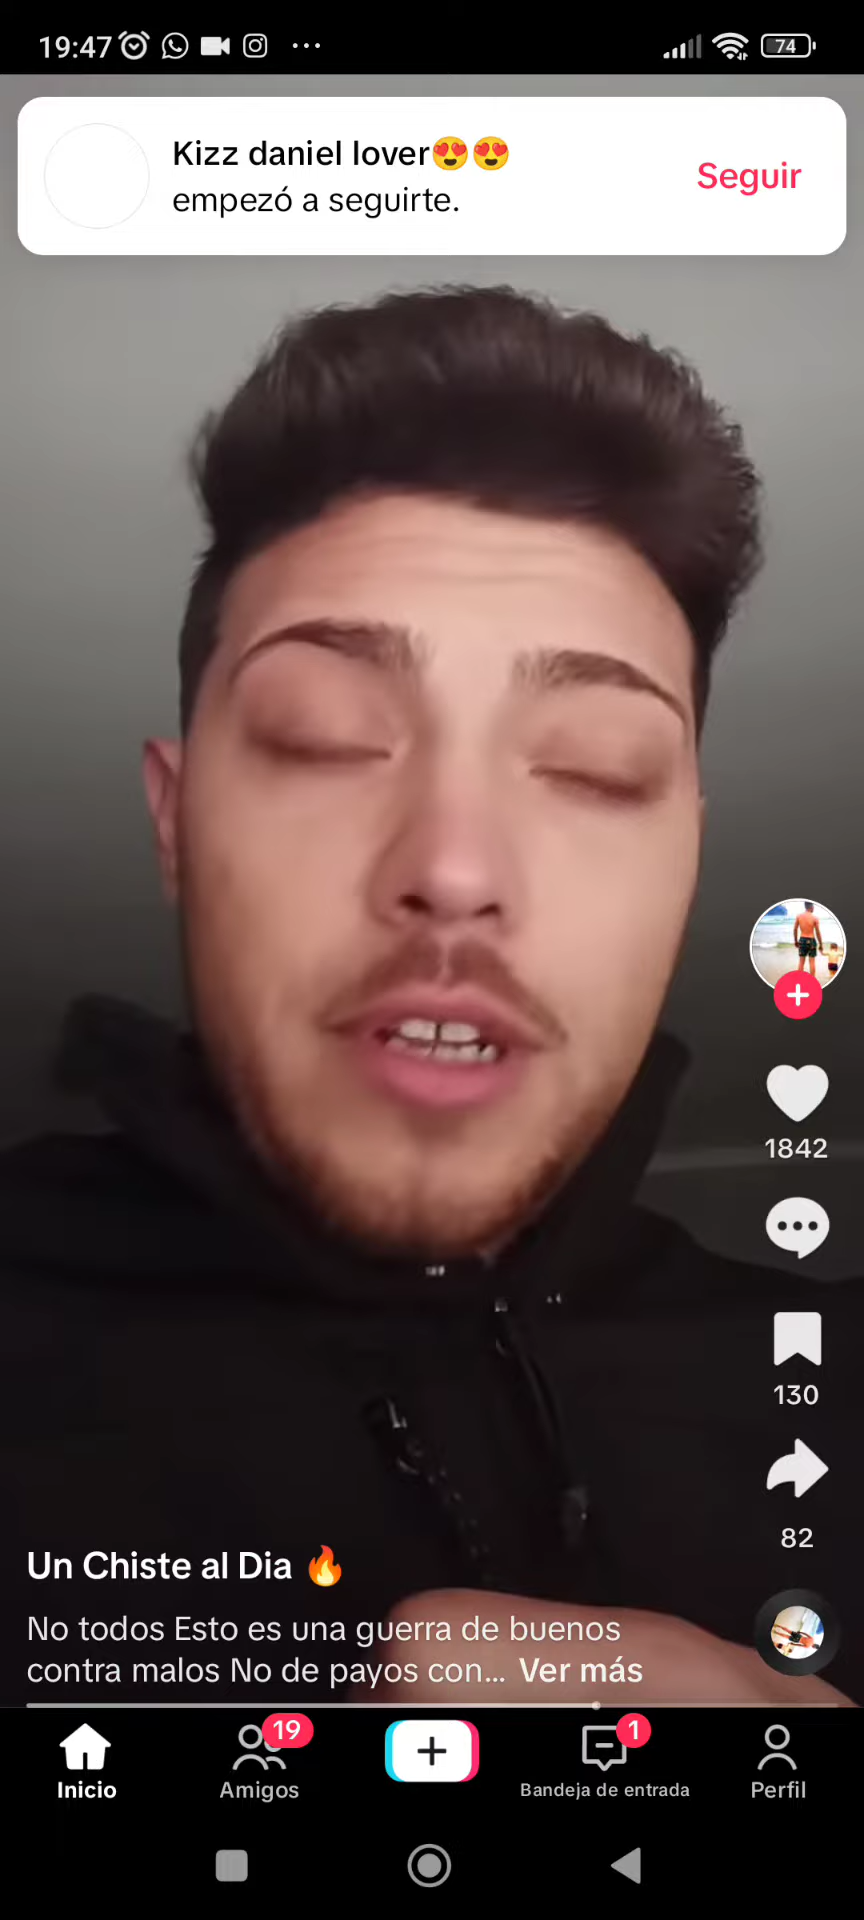 19:47 74
Kizz daniel lover😍😍
empezó a seguirte.
Seguir
1842
130
82
Un Chiste al Dia 🔥
No todos Esto es una guerra de buenos
contra malos No de payos con... Ver más
19
1
Inicio
Amigos
Bandeja de entrada
Perfil